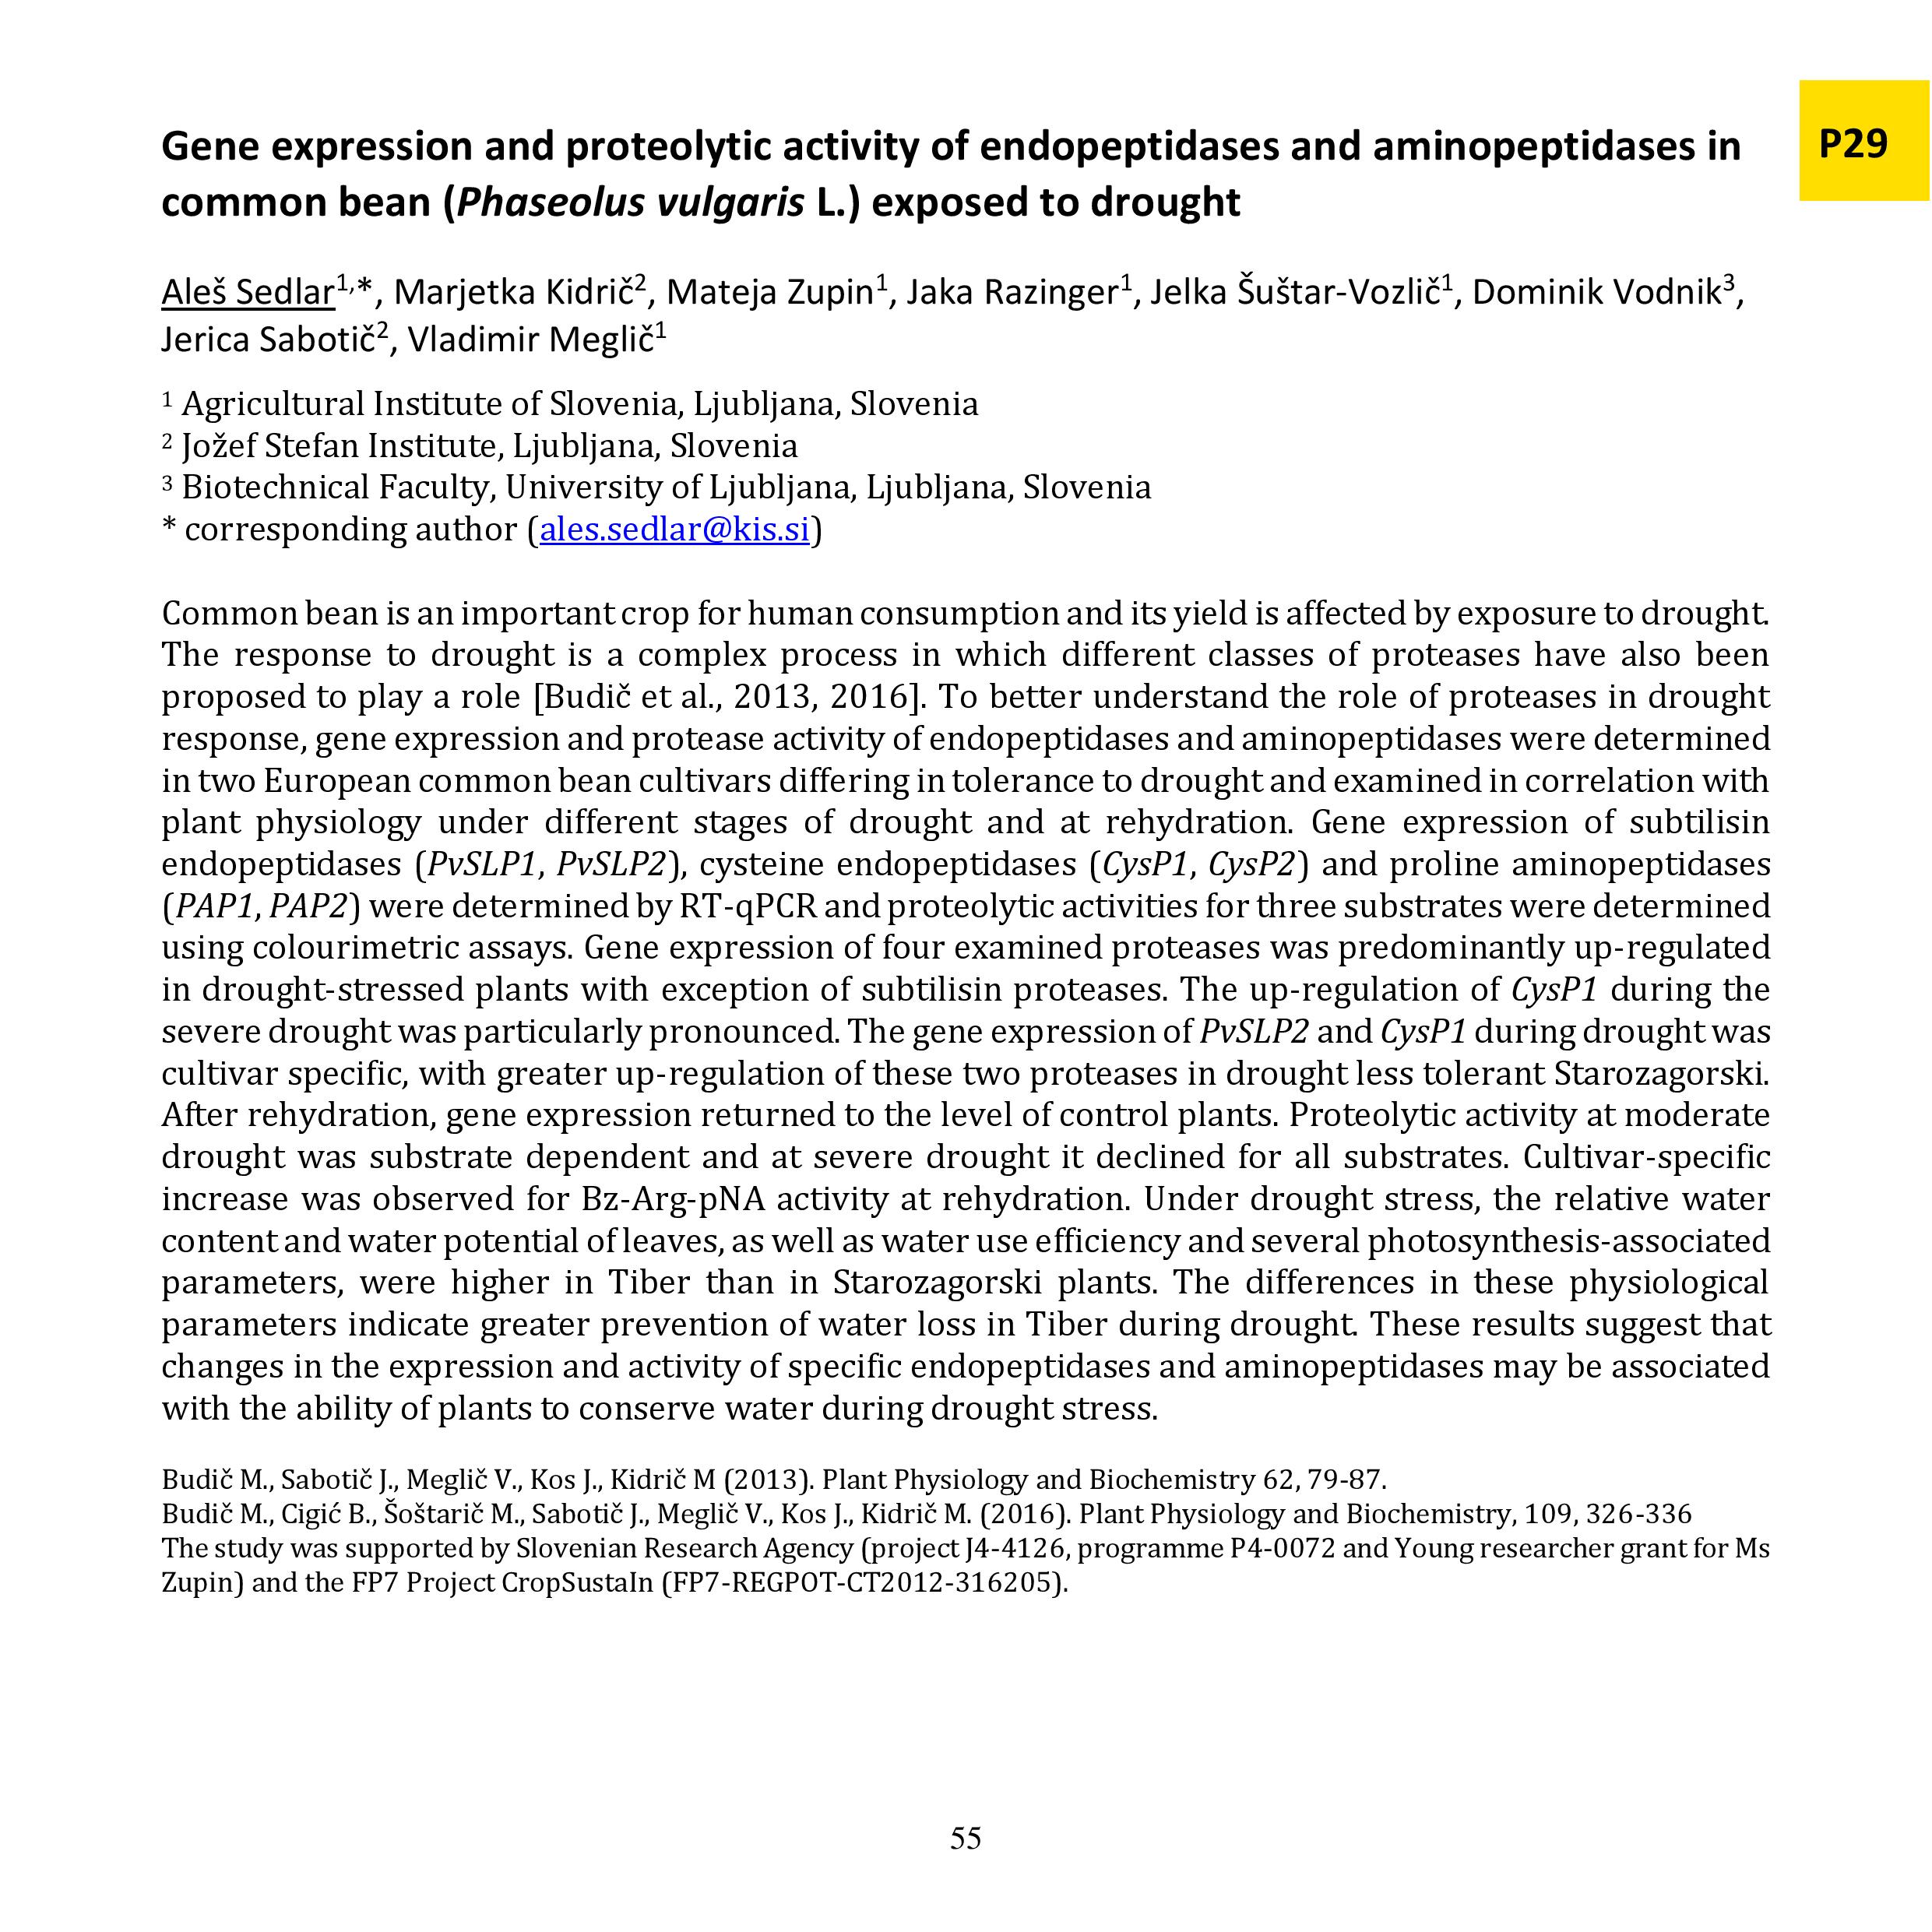 Gene expression and proteolytic activity of endopeptidases and aminopeptidases in
common bean (Phaseolus vulgaris L.) exposed to drought
P29
Aleš Sedlar1,*, Marjetka Kidrič2, Mateja Zupin1, Jaka Razinger1, Jelka Šuštar-Vozlič1, Dominik Vodnik3,
Jerica Sabotič2, Vladimir Meglič1
1 Agricultural Institute of Slovenia, Ljubljana, Slovenia
2 Jožef Stefan Institute, Ljubljana, Slovenia
3 Biotechnical Faculty, University of Ljubljana, Ljubljana, Slovenia
* corresponding author (ales.sedlar@kis.si)
Common bean is an important crop for human consumption and its yield is affected by exposure to drought.
The response to drought is a complex process in which different classes of proteases have also been
proposed to play a role [Budič et al., 2013, 2016]. To better understand the role of proteases in drought
response, gene expression and protease activity of endopeptidases and aminopeptidases were determined
in two European common bean cultivars differing in tolerance to drought and examined in correlation with
plant physiology under different stages of drought and at rehydration. Gene expression of subtilisin
endopeptidases (PvSLP1, PvSLP2), cysteine endopeptidases (CysP1, CysP2) and proline aminopeptidases
(PAP1, PAP2) were determined by RT-qPCR and proteolytic activities for three substrates were determined
using colourimetric assays. Gene expression of four examined proteases was predominantly up-regulated
in drought-stressed plants with exception of subtilisin proteases. The up-regulation of CysP1 during the
severe drought was particularly pronounced. The gene expression of PvSLP2 and CysP1 during drought was
cultivar specific, with greater up-regulation of these two proteases in drought less tolerant Starozagorski.
After rehydration, gene expression returned to the level of control plants. Proteolytic activity at moderate
drought was substrate dependent and at severe drought it declined for all substrates. Cultivar-specific
increase was observed for Bz-Arg-pNA activity at rehydration. Under drought stress, the relative water
content and water potential of leaves, as well as water use efficiency and several photosynthesis-associated
parameters, were higher in Tiber than in Starozagorski plants. The differences in these physiological
parameters indicate greater prevention of water loss in Tiber during drought. These results suggest that
changes in the expression and activity of specific endopeptidases and aminopeptidases may be associated
with the ability of plants to conserve water during drought stress.
Budič M., Sabotič J., Meglič V., Kos J., Kidrič M (2013). Plant Physiology and Biochemistry 62, 79-87.
Budič M., Cigić B., Šoštarič M., Sabotič J., Meglič V., Kos J., Kidrič M. (2016). Plant Physiology and Biochemistry, 109, 326-336
The study was supported by Slovenian Research Agency (project J4-4126, programme P4-0072 and Young researcher grant for Ms
Zupin) and the FP7 Project CropSustaIn (FP7-REGPOT-CT2012-316205).
55